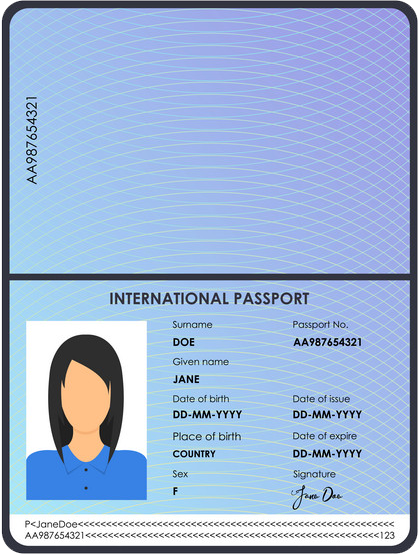 AA987654321
INTERNATIONAL PASSPORT
Surname Passport No.
DOE AA987654321
Given name
JANE
Date of birth Date of issue
DD-MM-YYYY DD-MM-YYYY
Place of birth Date of expire
COUNTRY DD-MM-YYYY
Sex Signature
F Jane Doe
P<JaneDoe<<<<<<<<<<<<<<<<<<<<<<<<<<<<<<<<<<<<<<<<<<<<<
AA987654321<<<<<<<<<<<<<<<<<<<<<<<<<<<<<<<<<<<<<<<<<123